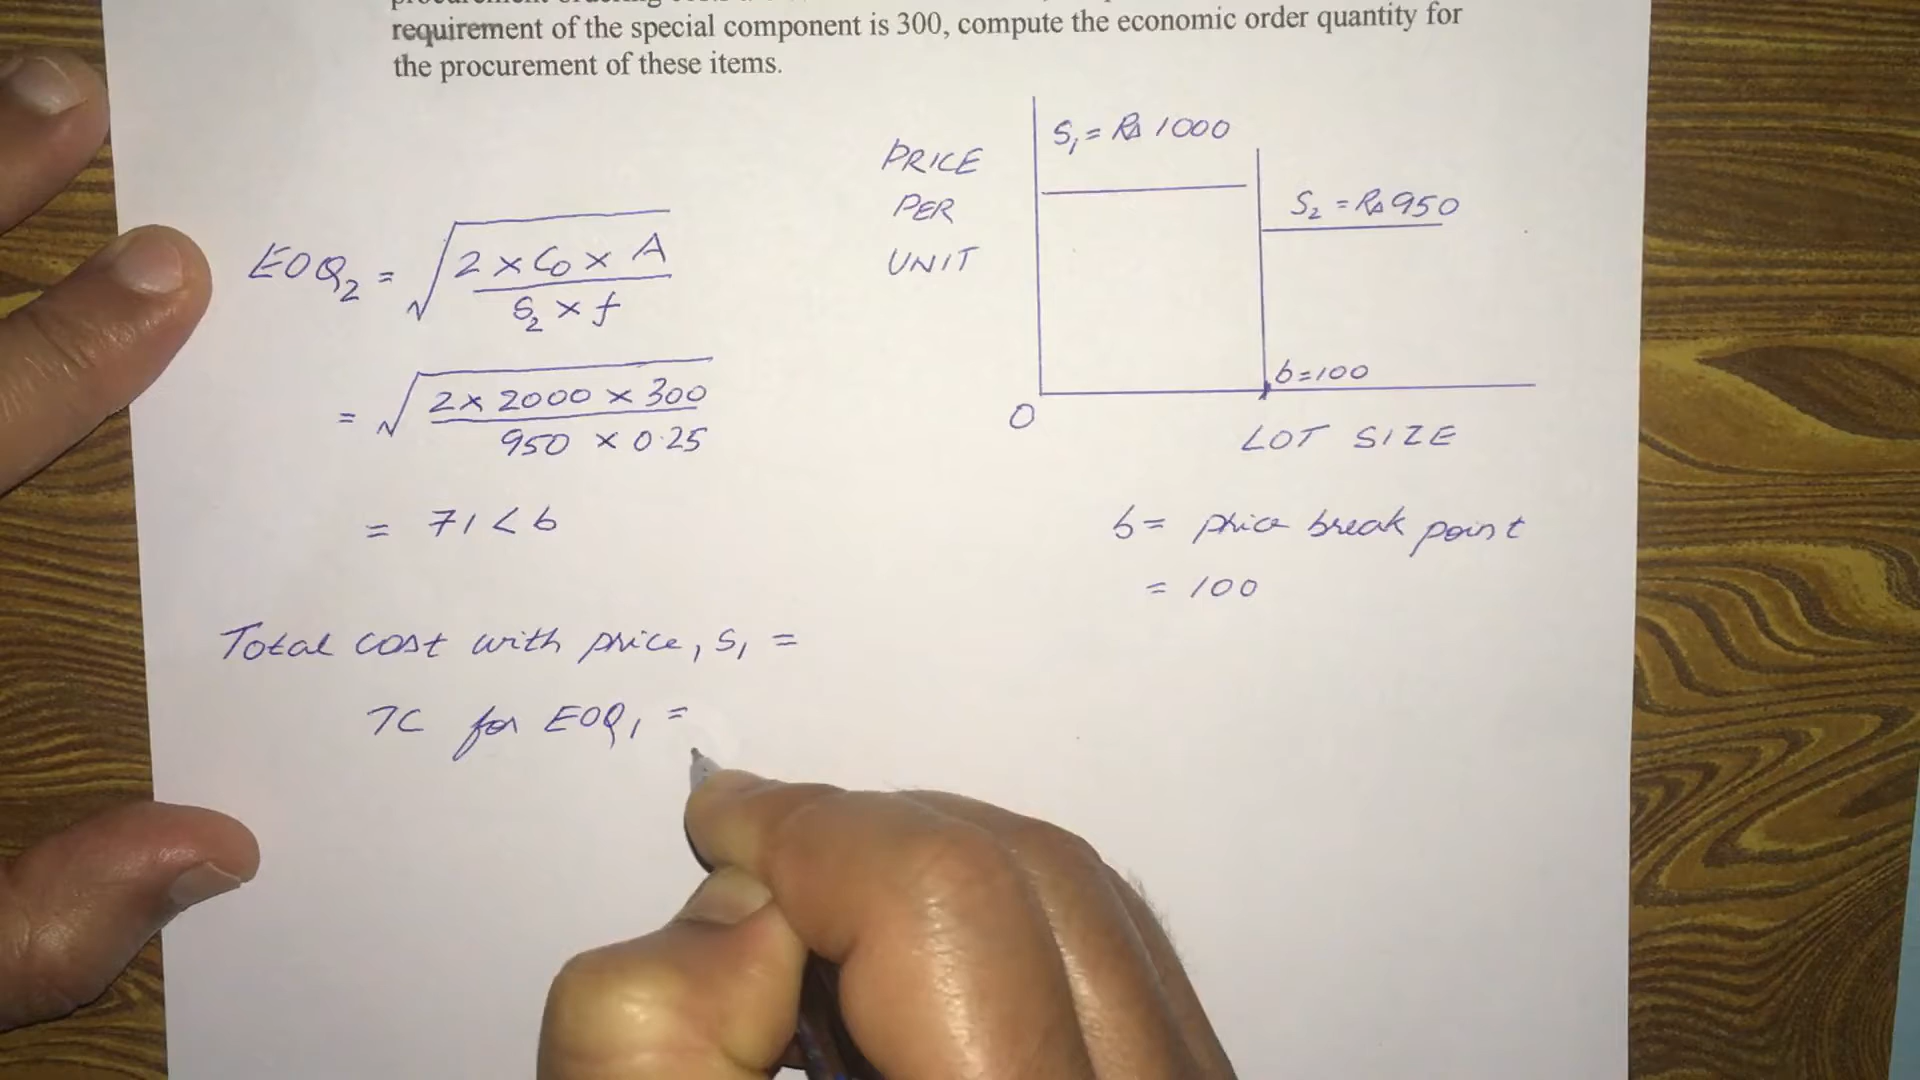 requirement of the special component is 300, compute the economic order quantity for
the procurement of these items.
PRICE
PER
UNIT
S₁ = Rs 1000
S₂ = Rs 950
b=100
O
LOT SIZE
EOQ₂ = √(2 × Co × A / S₂ × f)
= √(2 × 2000 × 300 / 950 × 0.25)
= 71 < b
b = price break point
= 100
Total cost with price, S₁ =
TC for EOQ₁ =